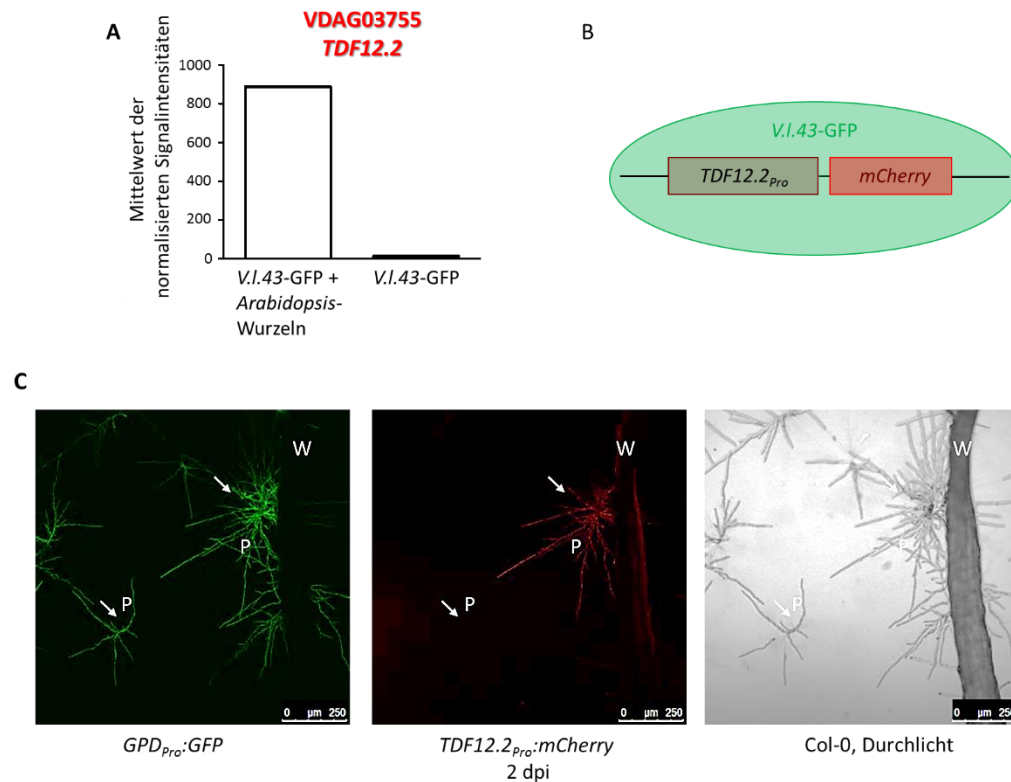 A
VDAG03755
TDF12.2
Mittelwert der
normalisierten Signalintensitäten
1000
800
600
400
200
0
V.l.43-GFP +
Arabidopsis-
Wurzeln
V.l.43-GFP
B
V.l.43-GFP
TDF12.2Pro
mCherry
C
W
P
P
0 µm 250
W
P
P
0 µm 250
W
P
P
0 µm 250
GPDPro:GFP
TDF12.2Pro:mCherry
2 dpi
Col-0, Durchlicht